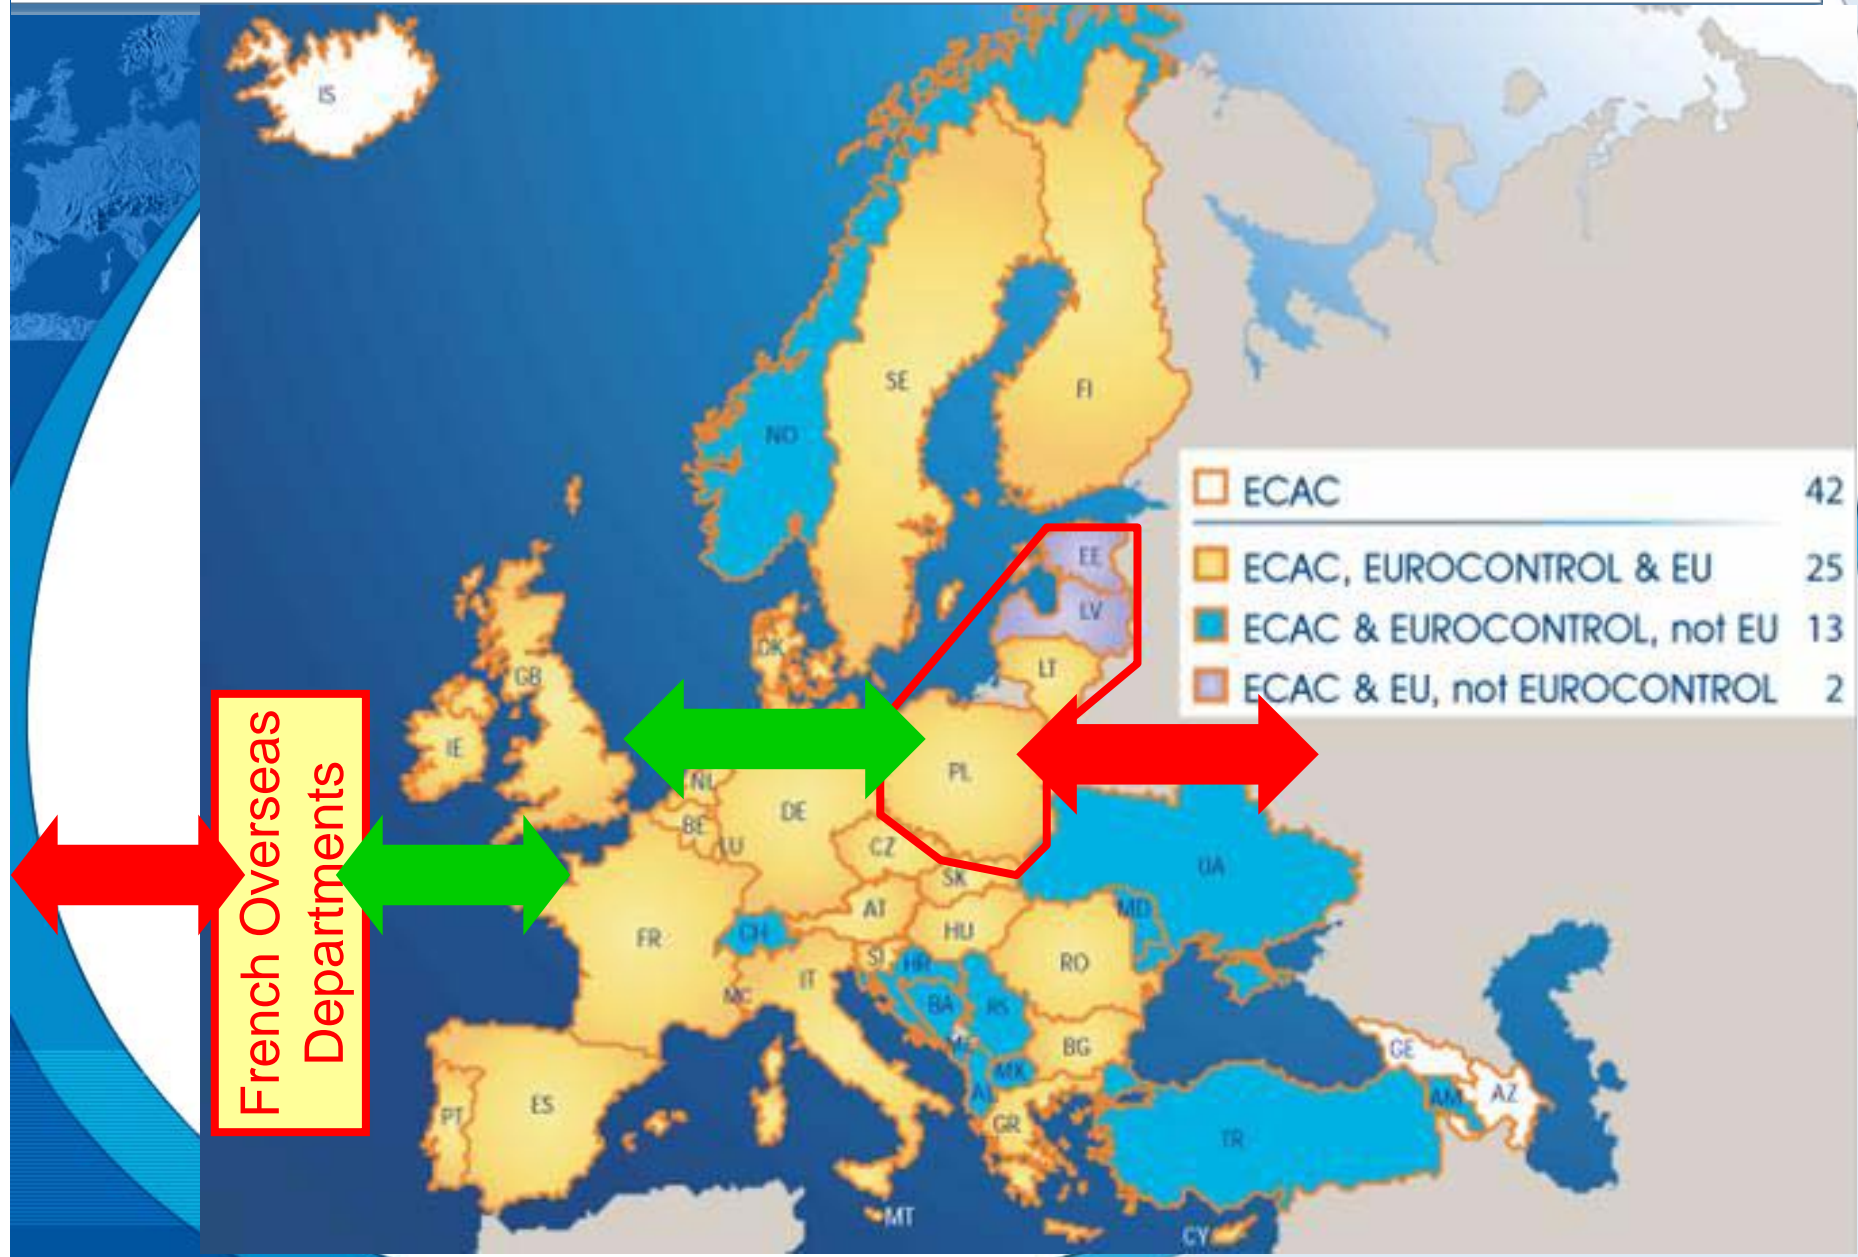 IS
SE
FI
NO
ECAC 42
ECAC, EUROCONTROL & EU 25
ECAC & EUROCONTROL, not EU 13
ECAC & EU, not EUROCONTROL 2
EE
LV
LT
DK
GB
IE
French Overseas
Departments
NL
PL
DE
BE
LU
CZ
UA
SK
AT
MD
FR
CH
HU
SI
HR
RO
IT
MC
BA
RS
BG
GE
MK
AL
AM
AZ
PT
ES
GR
TR
MT
CY